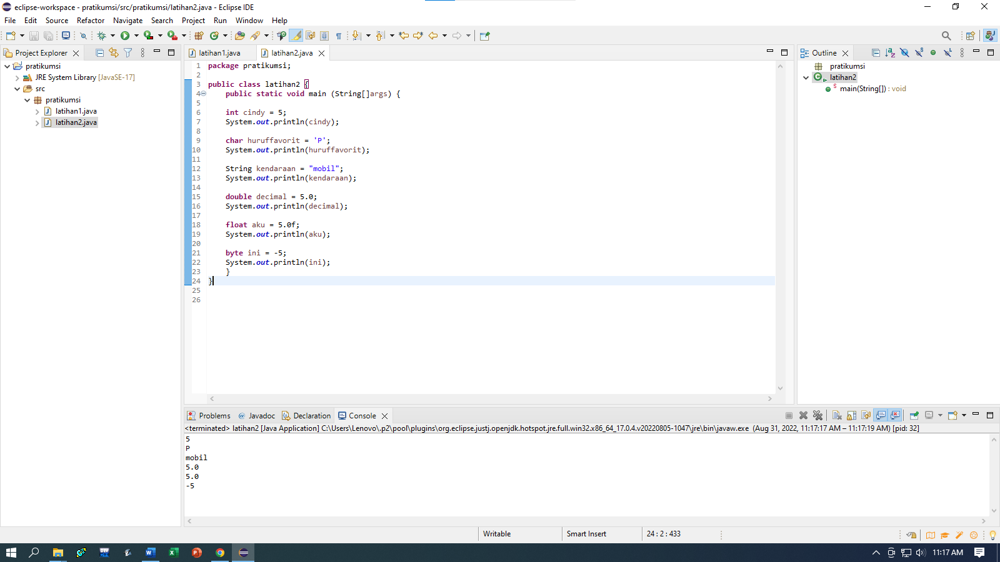 eclipse-workspace - pratikumsi/src/pratikumsi/latihan2.java - Eclipse IDE
File Edit Source Refactor Navigate Search Project Run Window Help
Project Explorer
pratikumsi
JRE System Library [JavaSE-17]
src
pratikumsi
latihan1.java
latihan2.java
latihan1.java latihan2.java
1 package pratikumsi;
2
3 public class latihan2 {
4 public static void main (String[]args) {
5
6 int cindy = 5;
7 System.out.println(cindy);
8
9 char huruffavorit = 'P';
10 System.out.println(huruffavorit);
11
12 String kendaraan = "mobil";
13 System.out.println(kendaraan);
14
15 double decimal = 5.0;
16 System.out.println(decimal);
17
18 float aku = 5.0f;
19 System.out.println(aku);
20
21 byte ini = -5;
22 System.out.println(ini);
23 }
24 }
25
26
Outline
pratikumsi
latihan2
main(String[]) : void
Problems @ Javadoc Declaration Console
<terminated> latihan2 [Java Application] C:\Users\Lenovo\.p2\pool\plugins\org.eclipse.justj.openjdk.hotspot.jre.full.win32.x86_64_17.0.4.v20220805-1047\jre\bin\javaw.exe (Aug 31, 2022, 11:17:17 AM – 11:17:19 AM) [pid: 32]
5
P
mobil
5.0
5.0
-5
Writable Smart Insert 24 : 2 : 433
11:17 AM